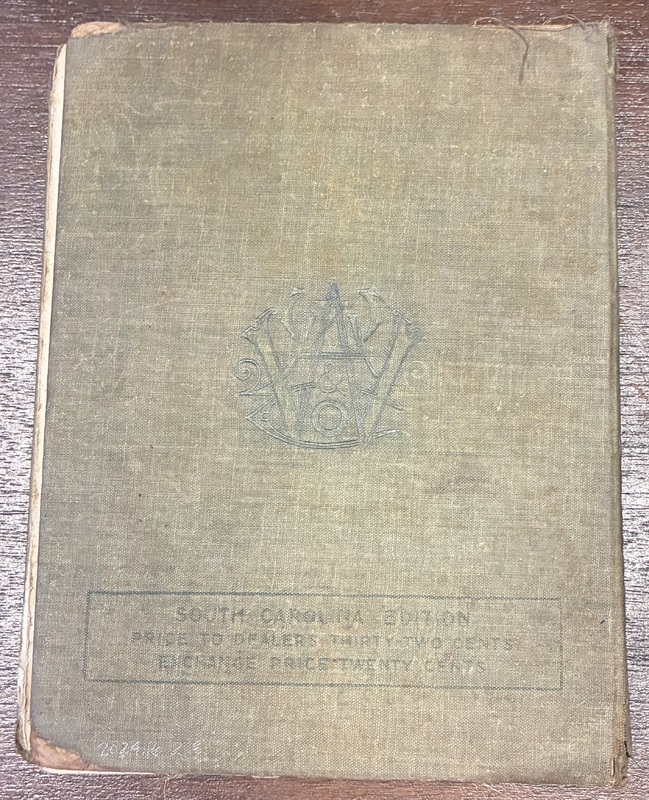 A
&
SOUTH CAROLINA EDITION
PRICE TO DEALERS THIRTY-TWO CENTS
EXCHANGE PRICE TWENTY CENTS